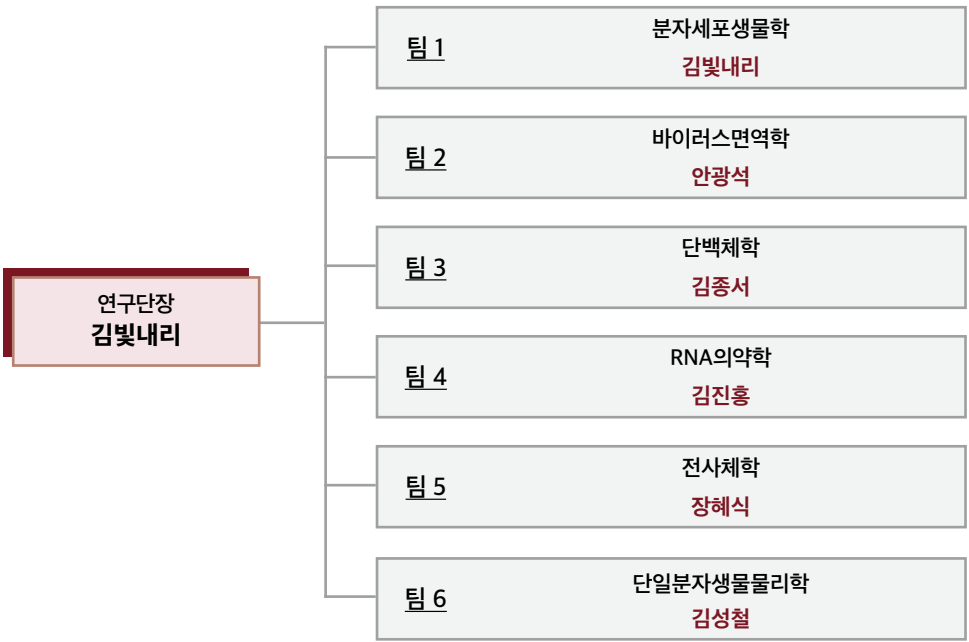 연구단장
김빛내리
팀 1
분자세포생물학
김빛내리
팀 2
바이러스면역학
안광석
팀 3
단백체학
김종서
팀 4
RNA의약학
김진홍
팀 5
전사체학
장혜식
팀 6
단일분자생물물리학
김성철